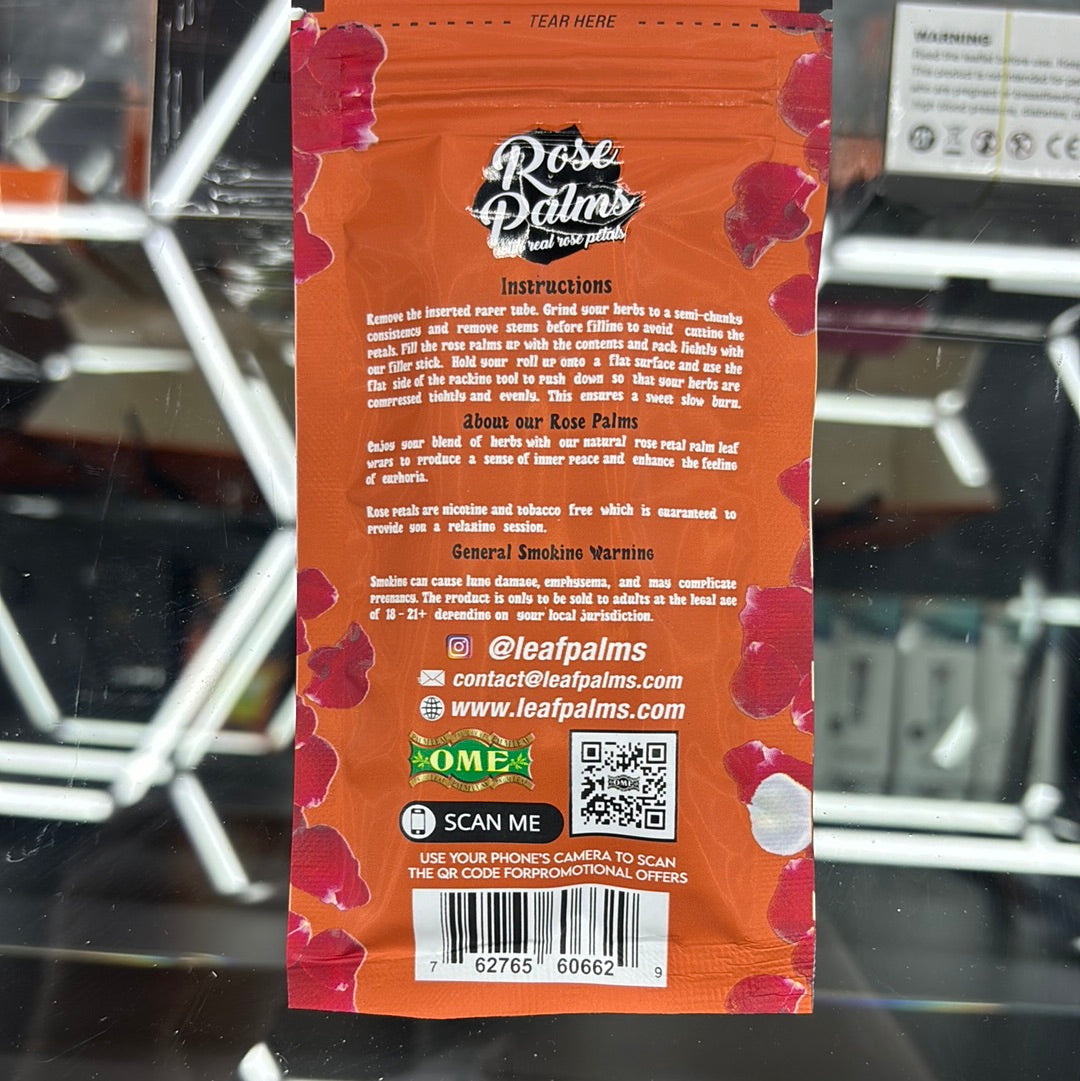 TEAR HERE
WARNING
Rose
Palms
with real rose petals
Instructions
Remove the inserted paper tube. Grind your herbs to a semi-chunky
consistency and remove stems before filling to avoid cutting the
petals. Fill the rose palms up with the contents and pack lightly with
our filler stick. Hold your roll up onto a flat surface and use the
flat side of the packing tool to push down so that your herbs are
compressed tightly and evenly. This ensures a sweet slow burn.
About our Rose Palms
Enjoy your blend of herbs with our natural rose petal palm leaf
wraps to produce a sense of inner peace and enhance the feeling
of euphoria.
Rose petals are nicotine and tobacco free which is guaranteed to
provide you a relaxing session.
General Smoking Warning
Smoking can cause lung damage, emphysema, and may complicate
pregnancy. The product is only to be sold to adults at the legal age
of 18 - 21+ depending on your local jurisdiction.
@leafpalms
contact@leafpalms.com
www.leafpalms.com
OME
OME
SCAN ME
USE YOUR PHONE'S CAMERA TO SCAN
THE QR CODE FORPROMOTIONAL OFFERS
7 62765 60662 9